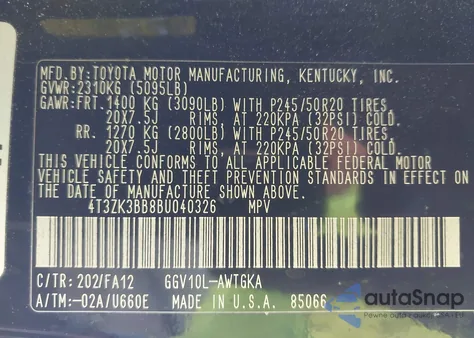 MFD.BY:TOYOTA MOTOR MANUFACTURING, KENTUCKY, INC.
GVWR:2310KG (5095LB)
GAWR:FRT. 1400 KG (3090LB) WITH P245/50R20 TIRES,
20X7.5J RIMS, AT 220KPA (32PSI) COLD.
RR. 1270 KG (2800LB) WITH P245/50R20 TIRES,
20X7.5J RIMS, AT 220KPA (32PSI) COLD.
THIS VEHICLE CONFORMS TO ALL APPLICABLE FEDERAL MOTOR
VEHICLE SAFETY AND THEFT PREVENTION STANDARDS IN EFFECT ON
THE DATE OF MANUFACTURE SHOWN ABOVE.
4T3ZK3BB8BU040326 MPV
C/TR: 202/FA12 GGV10L-AWTGKA
A/TM:-02A/U660E MADE IN U.S.A. 85066
autoSnap
Pewne auto z USA